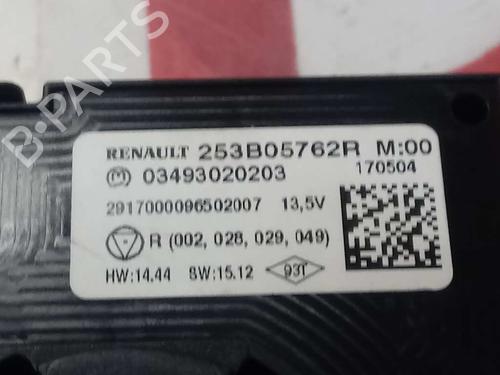 RENAULT 253B05762R M:00
03493020203 170504
2917000096502007 13,5V
R (002, 028, 029, 049)
HW:14.44 SW:15.12 93T
B-PARTS